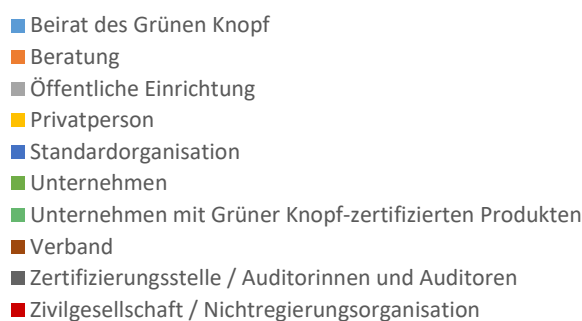 Beirat des Grünen Knopf
Beratung
Öffentliche Einrichtung
Privatperson
Standardorganisation
Unternehmen
Unternehmen mit Grüner Knopf-zertifizierten Produkten
Verband
Zertifizierungsstelle / Auditorinnen und Auditoren
Zivilgesellschaft / Nichtregierungsorganisation